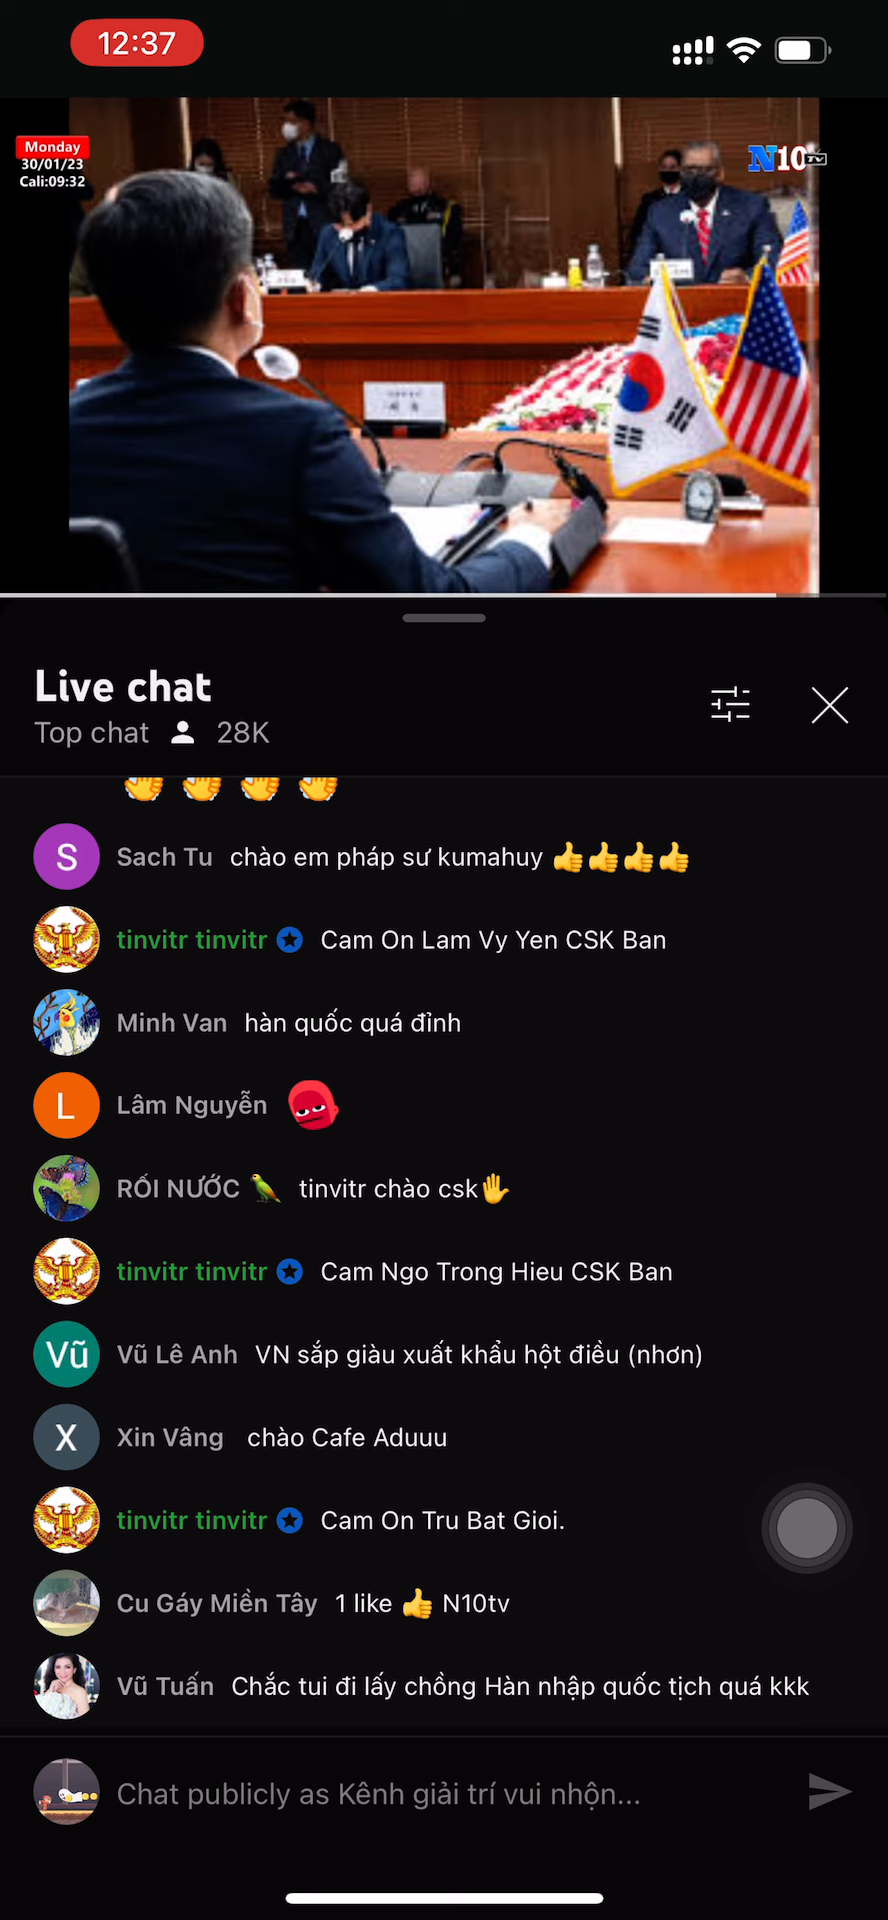 12:37
Monday
30/01/23
Cali:09:32
N10TV
Live chat
Top chat 28K
S Sach Tu chào em pháp sư kumahuy 👍👍👍👍
tinvitr tinvitr Cam On Lam Vy Yen CSK Ban
Minh Van hàn quốc quá đỉnh
L Lâm Nguyễn
RỐI NƯỚC 🦜 tinvitr chào csk🖐
tinvitr tinvitr Cam Ngo Trong Hieu CSK Ban
Vũ Vũ Lê Anh VN sắp giàu xuất khẩu hột điều (nhơn)
X Xin Vâng chào Cafe Aduuu
tinvitr tinvitr Cam On Tru Bat Gioi.
Cu Gáy Miền Tây 1 like 👍 N10tv
Vũ Tuấn Chắc tui đi lấy chồng Hàn nhập quốc tịch quá kkk
Chat publicly as Kênh giải trí vui nhộn...